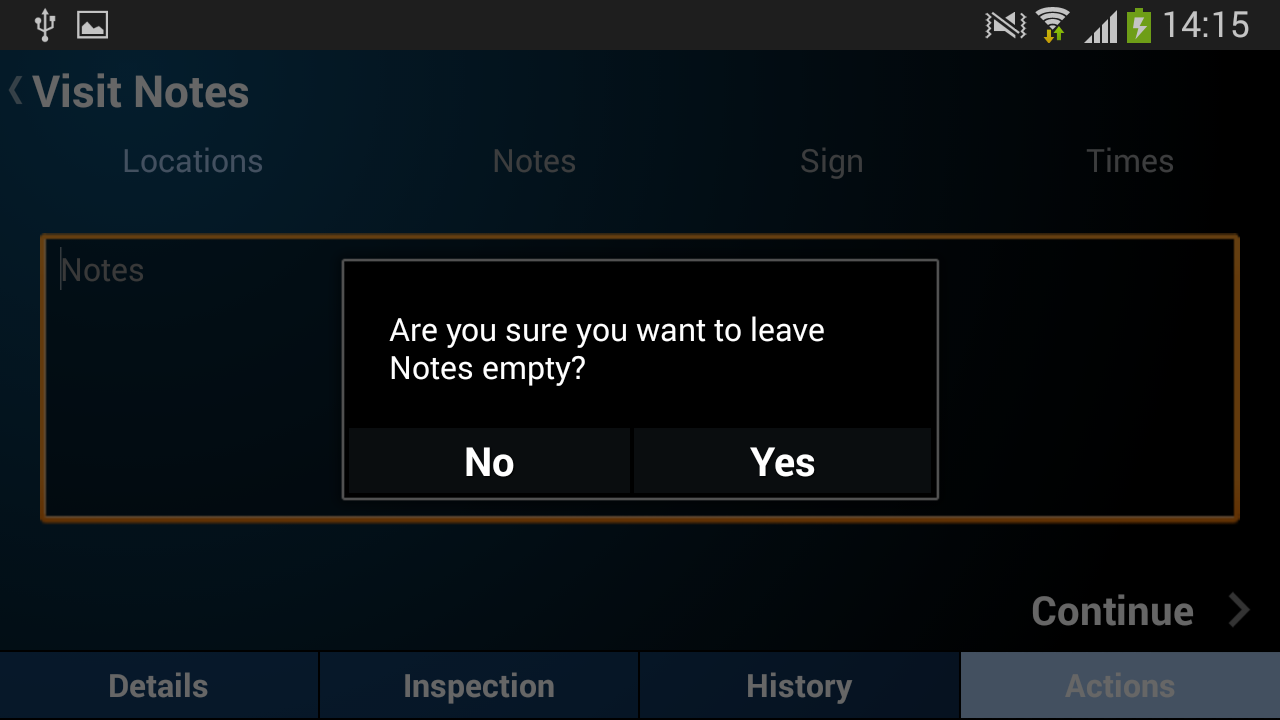 14:15
Visit Notes
Locations Notes Sign Times
Notes
Are you sure you want to leave
Notes empty?
No Yes
Continue
Details Inspection History Actions